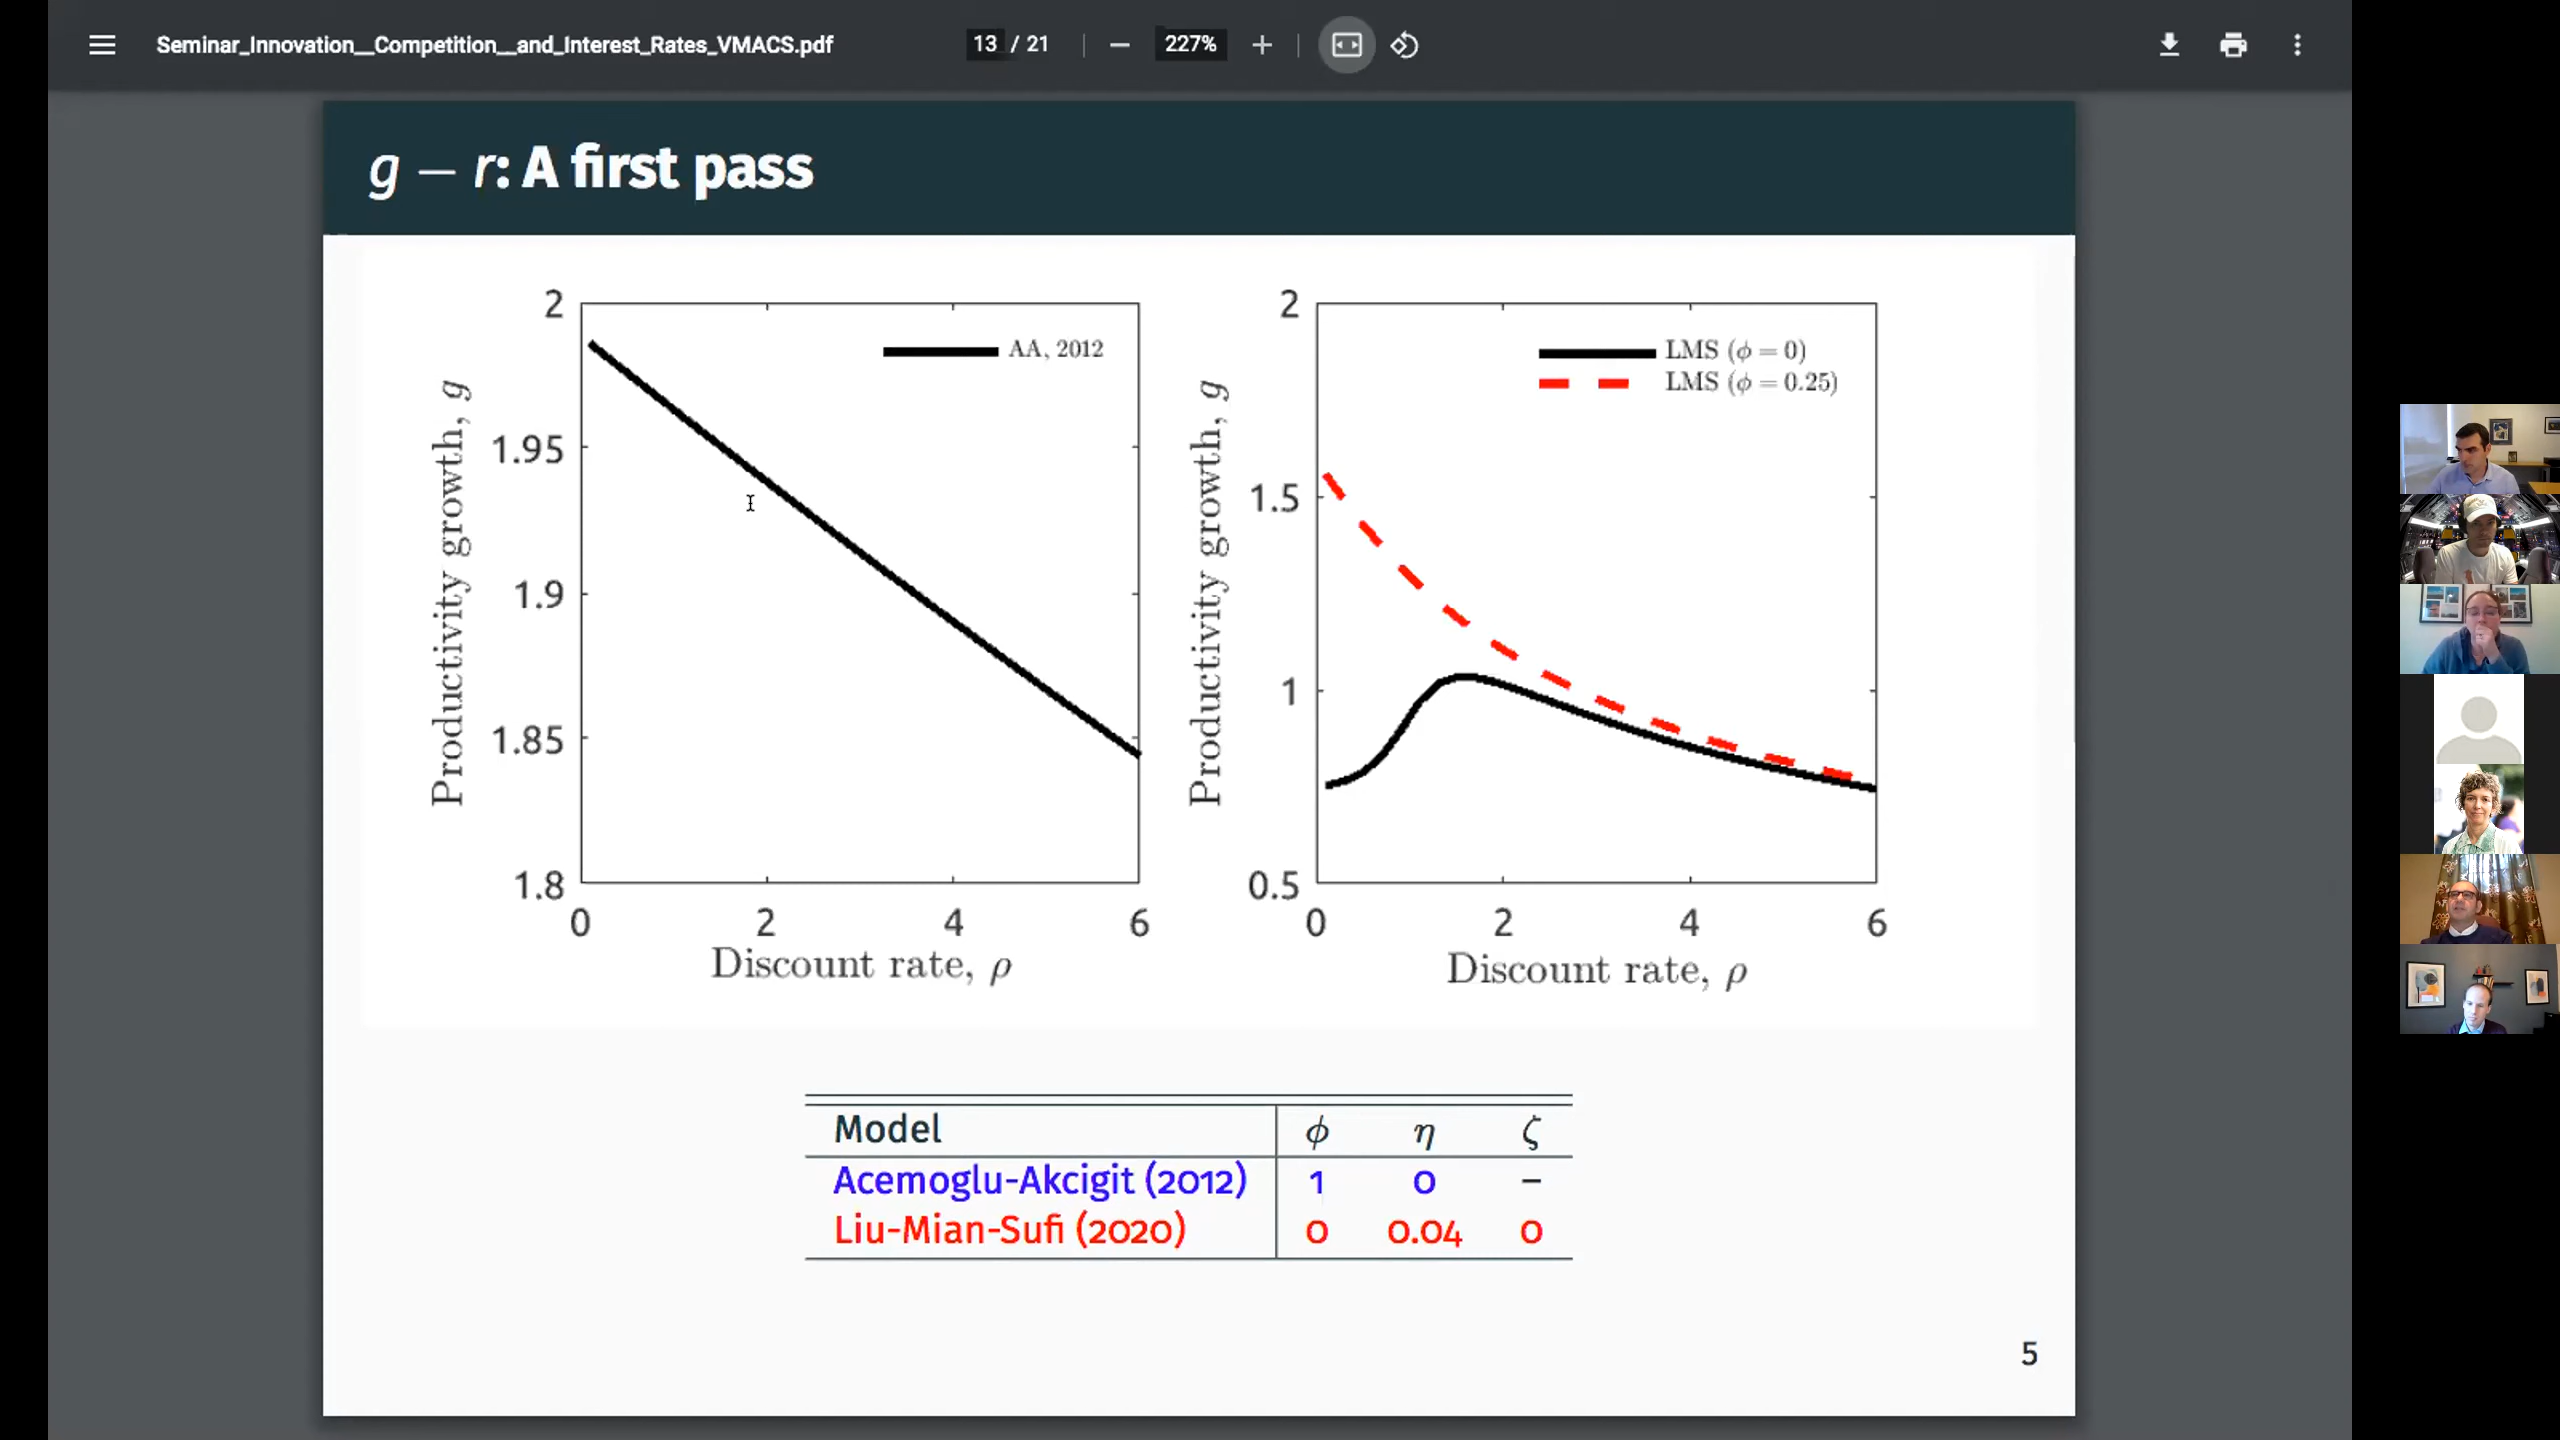 Seminar_Innovation__Competition__and_Interest_Rates_VMACS.pdf
13 / 21
227%
g – r: A first pass
2
1.95
1.9
1.85
1.8
0 2 4 6
Productivity growth, g
Discount rate, ρ
AA, 2012
2
1.5
1
0.5
0 2 4 6
Productivity growth, g
Discount rate, ρ
LMS (ϕ = 0)
LMS (ϕ = 0.25)
Model ϕ η ζ
Acemoglu-Akcigit (2012) 1 0 –
Liu-Mian-Sufi (2020) 0 0.04 0
5